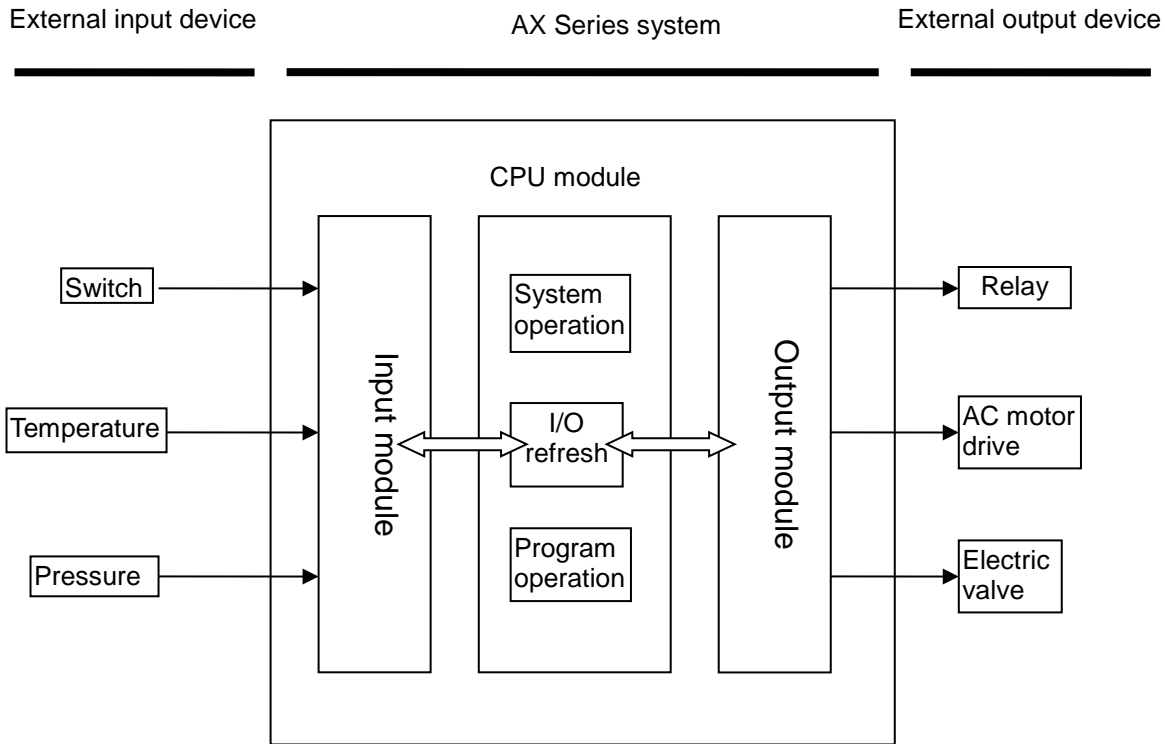 External input device
AX Series system
External output device
CPU module
Switch
Temperature
Pressure
Input module
System
operation
I/O
refresh
Program
operation
Output module
Relay
AC motor
drive
Electric
valve